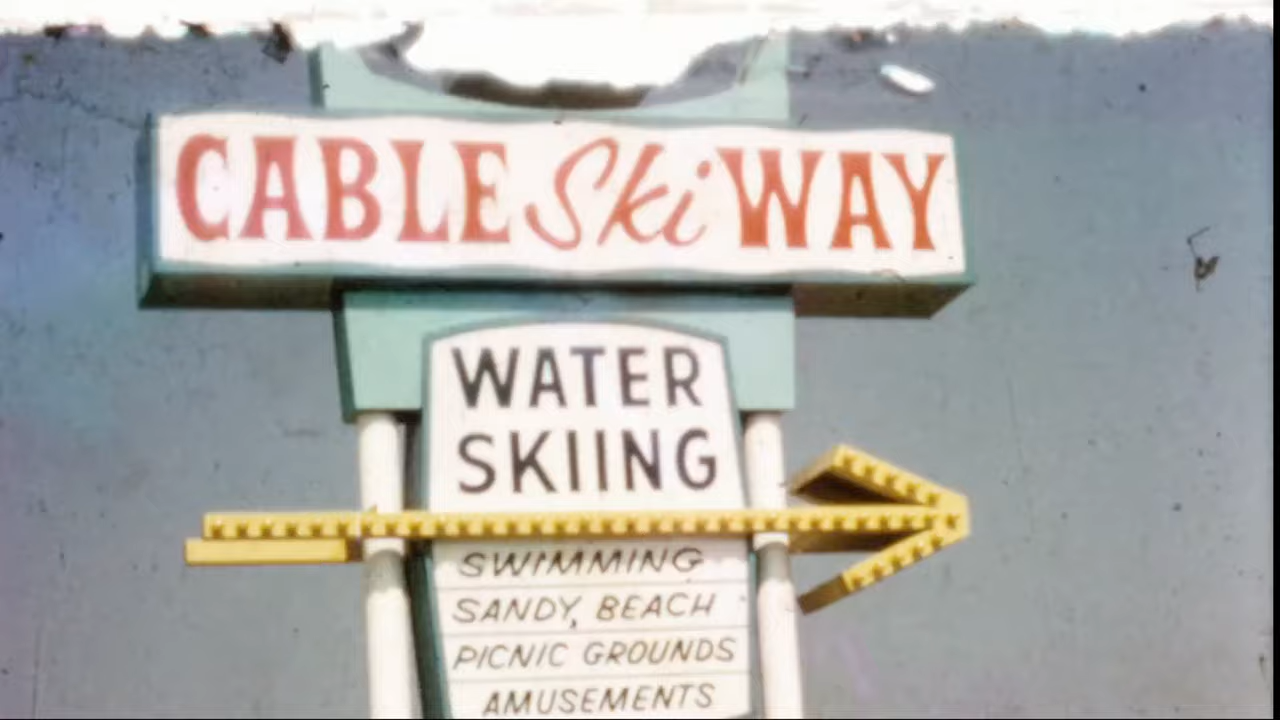 CABLE Ski WAY
WATER
SKIING
SWIMMING
SANDY, BEACH
PICNIC GROUNDS
AMUSEMENTS